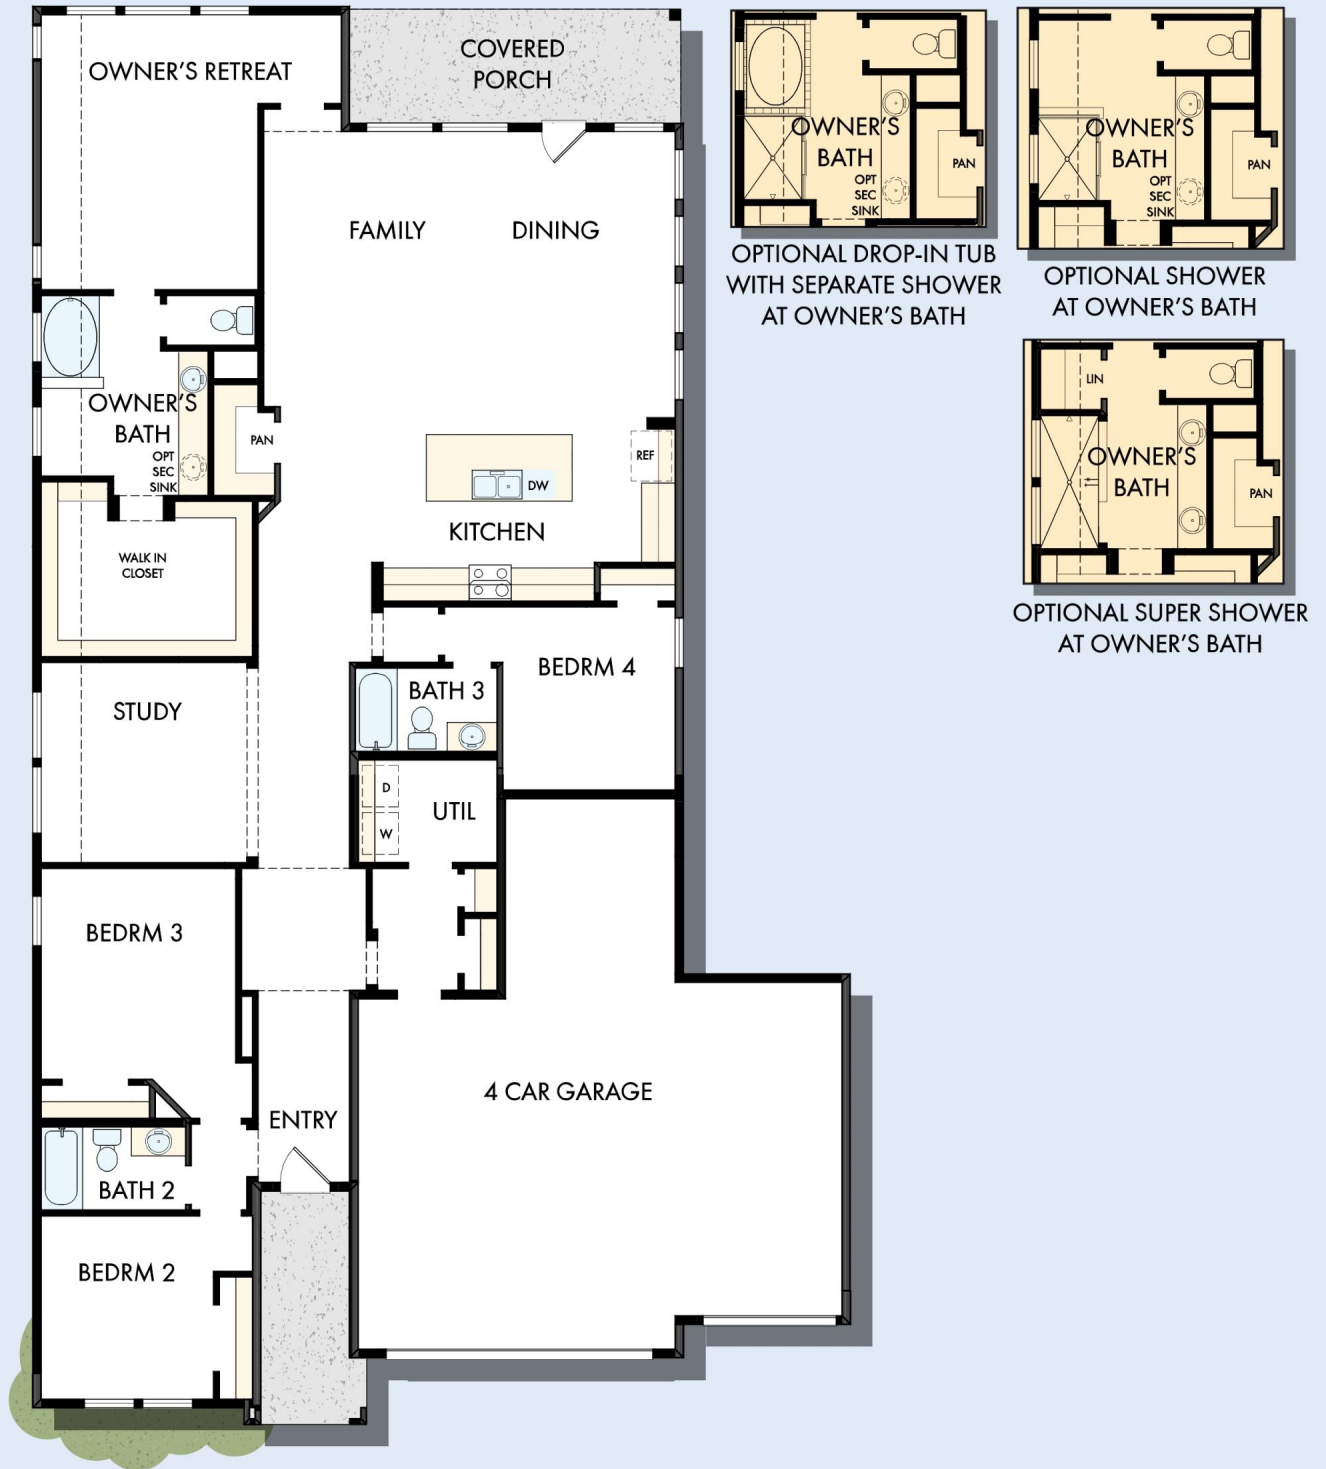 OWNER'S RETREAT
COVERED
PORCH
FAMILY
DINING
OWNER'S
BATH
OPT
SEC
SINK
PAN
REF
DW
KITCHEN
WALK IN
CLOSET
BEDRM 4
BATH 3
STUDY
D
W
UTIL
BEDRM 3
4 CAR GARAGE
ENTRY
BATH 2
BEDRM 2
OWNER'S
BATH
OPT
SEC
SINK
PAN
OPTIONAL DROP-IN TUB
WITH SEPARATE SHOWER
AT OWNER'S BATH
OWNER'S
BATH
OPT
SEC
SINK
PAN
OPTIONAL SHOWER
AT OWNER'S BATH
LIN
OWNER'S
BATH
PAN
OPTIONAL SUPER SHOWER
AT OWNER'S BATH